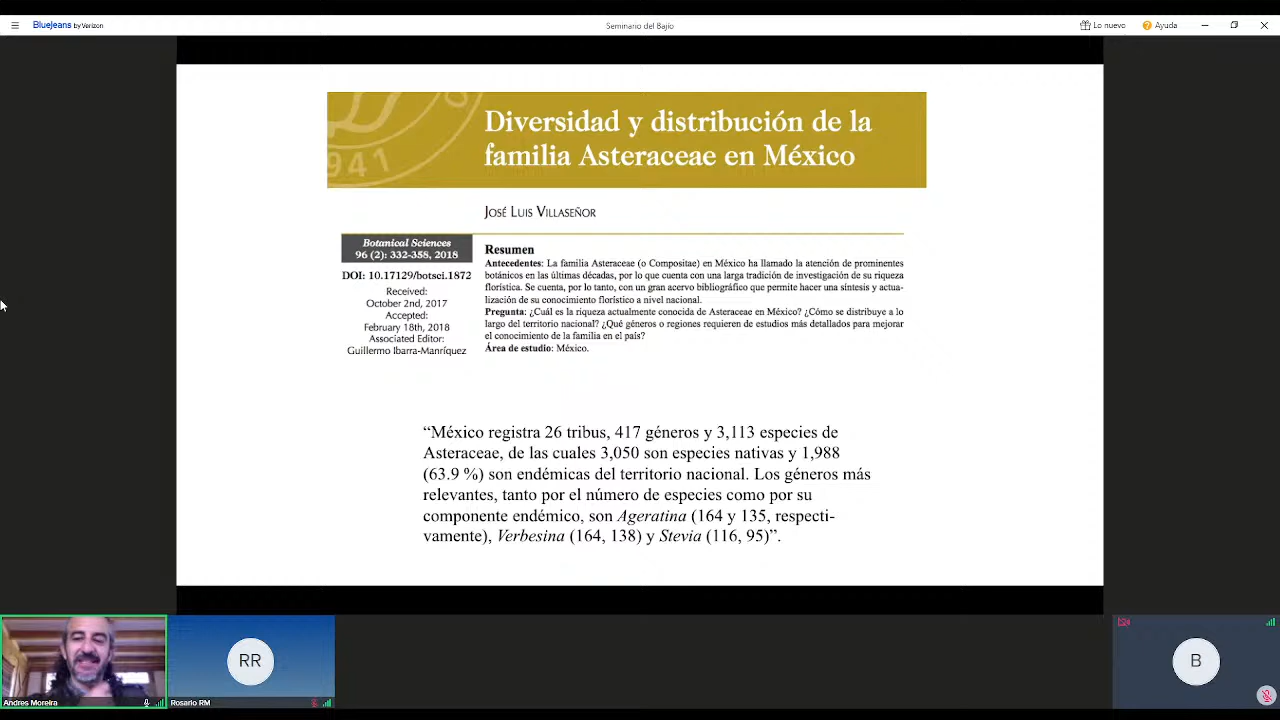 BlueJeans by Verizon
Seminario del Bajío
Lo nuevo
Ayuda
1941
Diversidad y distribución de la
familia Asteraceae en México
JOSÉ LUIS VILLASEÑOR
Botanical Sciences
96 (2): 332-358, 2018
DOI: 10.17129/botsci.1872
Received:
October 2nd, 2017
Accepted:
February 18th, 2018
Associated Editor:
Guillermo Ibarra-Manríquez
Resumen
Antecedentes: La familia Asteraceae (o Compositae) en México ha llamado la atención de prominentes
botánicos en las últimas décadas, por lo que cuenta con una larga tradición de investigación de su riqueza
florística. Se cuenta, por lo tanto, con un gran acervo bibliográfico que permite hacer una síntesis y actua-
lización de su conocimiento florístico a nivel nacional.
Pregunta: ¿Cuál es la riqueza actualmente conocida de Asteraceae en México? ¿Cómo se distribuye a lo
largo del territorio nacional? ¿Qué géneros o regiones requieren de estudios más detallados para mejorar
el conocimiento de la familia en el país?
Área de estudio: México.
“México registra 26 tribus, 417 géneros y 3,113 especies de
Asteraceae, de las cuales 3,050 son especies nativas y 1,988
(63.9 %) son endémicas del territorio nacional. Los géneros más
relevantes, tanto por el número de especies como por su
componente endémico, son Ageratina (164 y 135, respecti-
vamente), Verbesina (164, 138) y Stevia (116, 95)”.
Andres Moreira
RR
Rosario RM
B